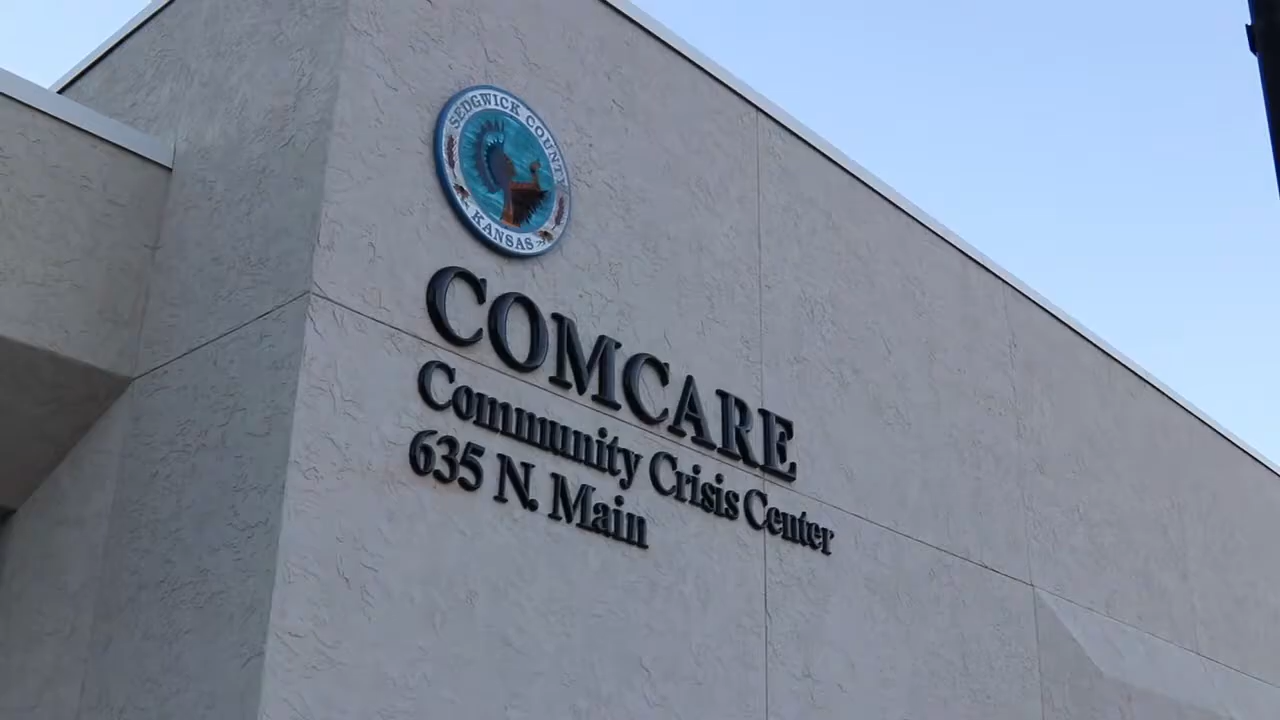 SEDGWICK COUNTY
KANSAS
COMCARE
Community Crisis Center
635 N. Main